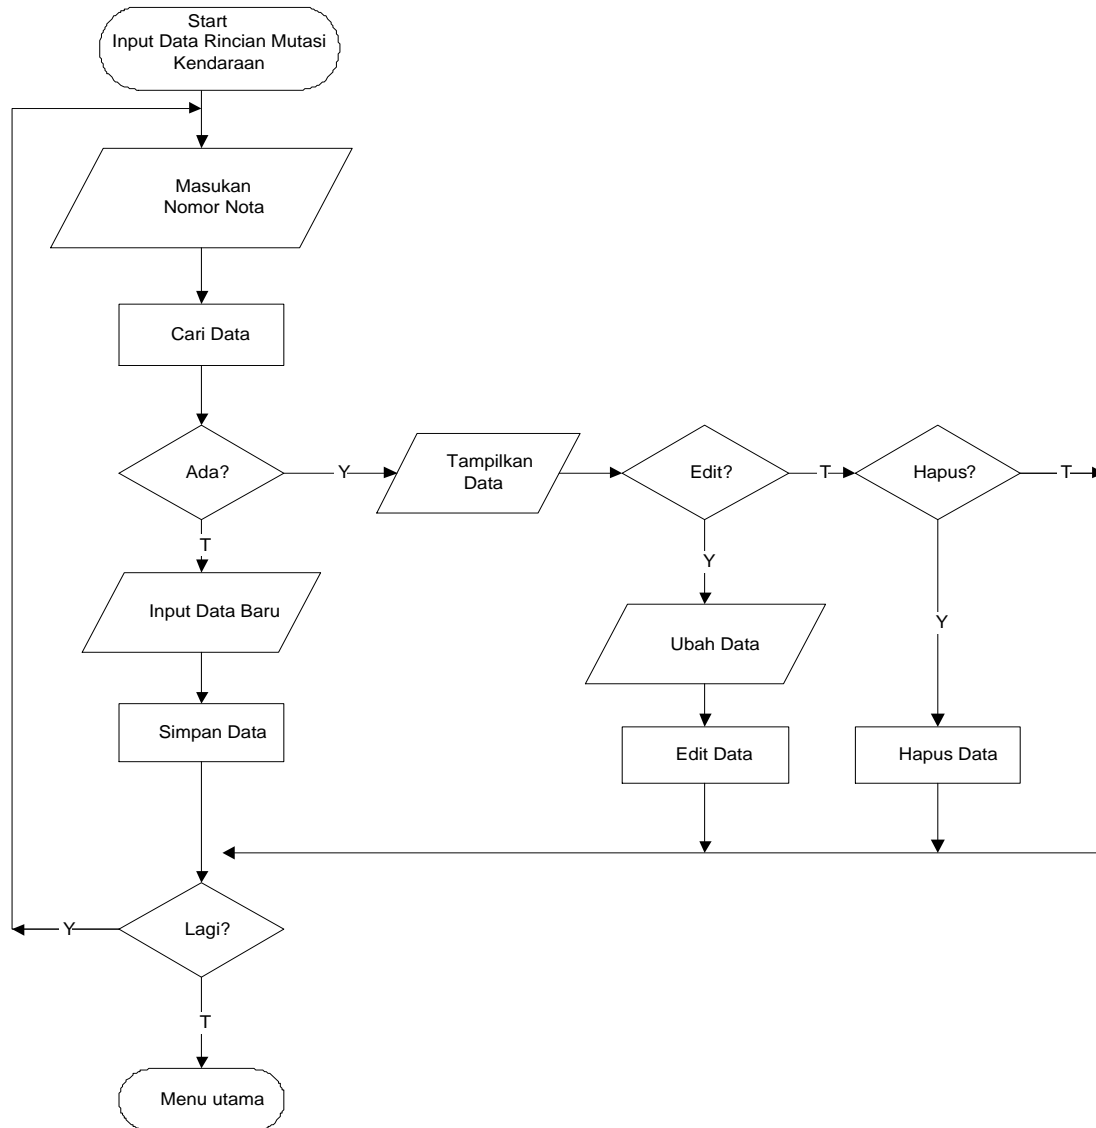 Start
Input Data Rincian Mutasi
Kendaraan
Masukan
Nomor Nota
Cari Data
Ada?
Y
Tampilkan
Data
Edit?
T
Hapus?
T
T
Y
Y
Input Data Baru
Ubah Data
Simpan Data
Edit Data
Hapus Data
Lagi?
Y
T
Menu utama